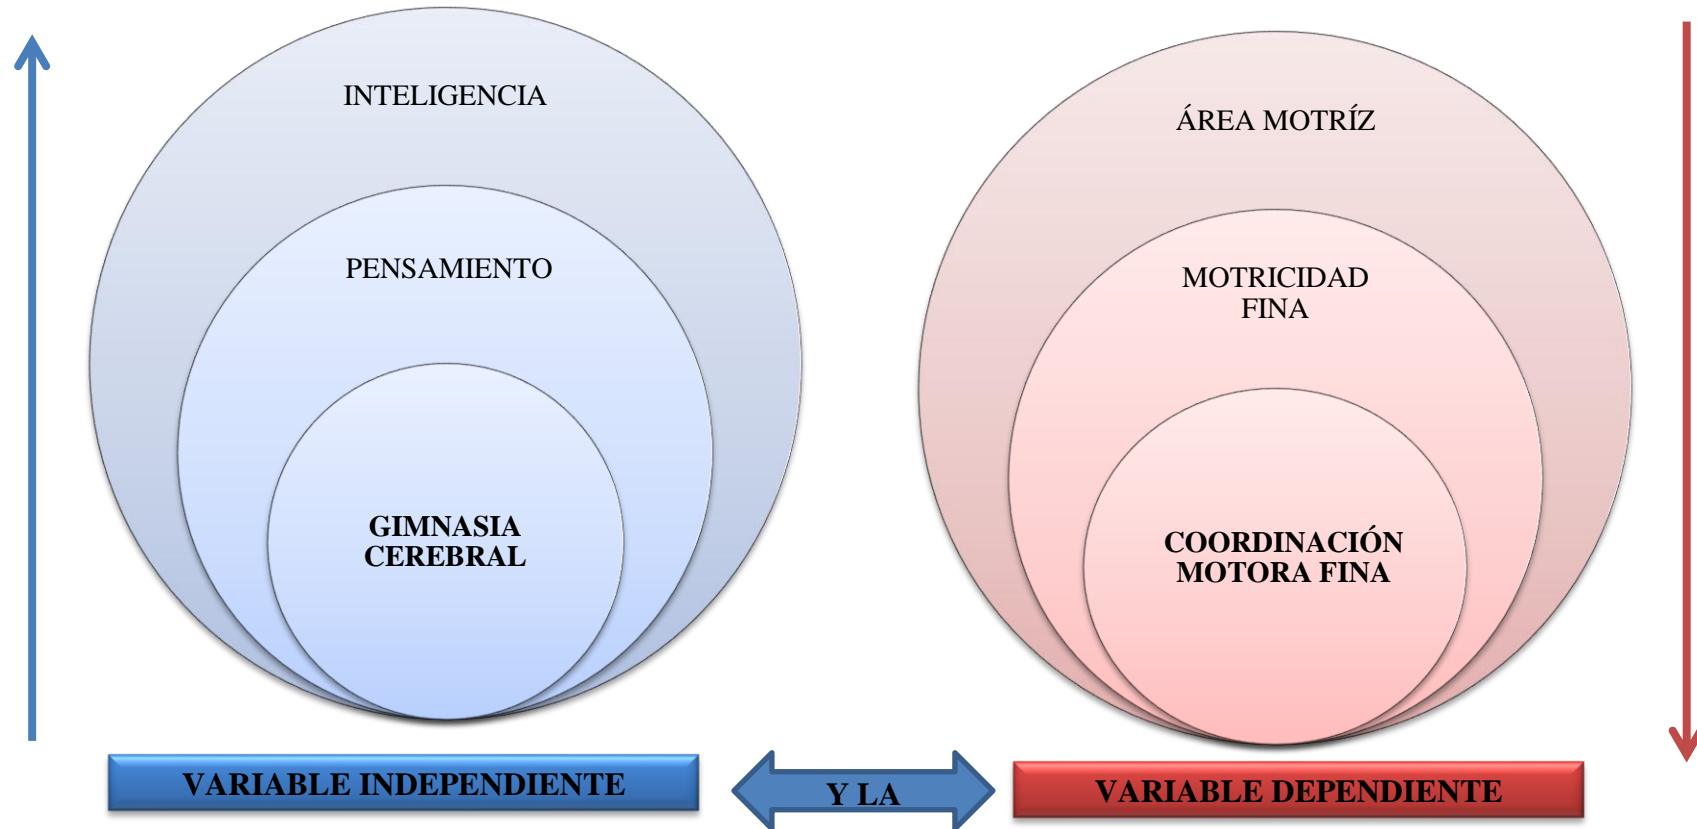 INTELIGENCIA
PENSAMIENTO
GIMNASIA
CEREBRAL
VARIABLE INDEPENDIENTE
Y LA
ÁREA MOTRÍZ
MOTRICIDAD
FINA
COORDINACIÓN
MOTORA FINA
VARIABLE DEPENDIENTE